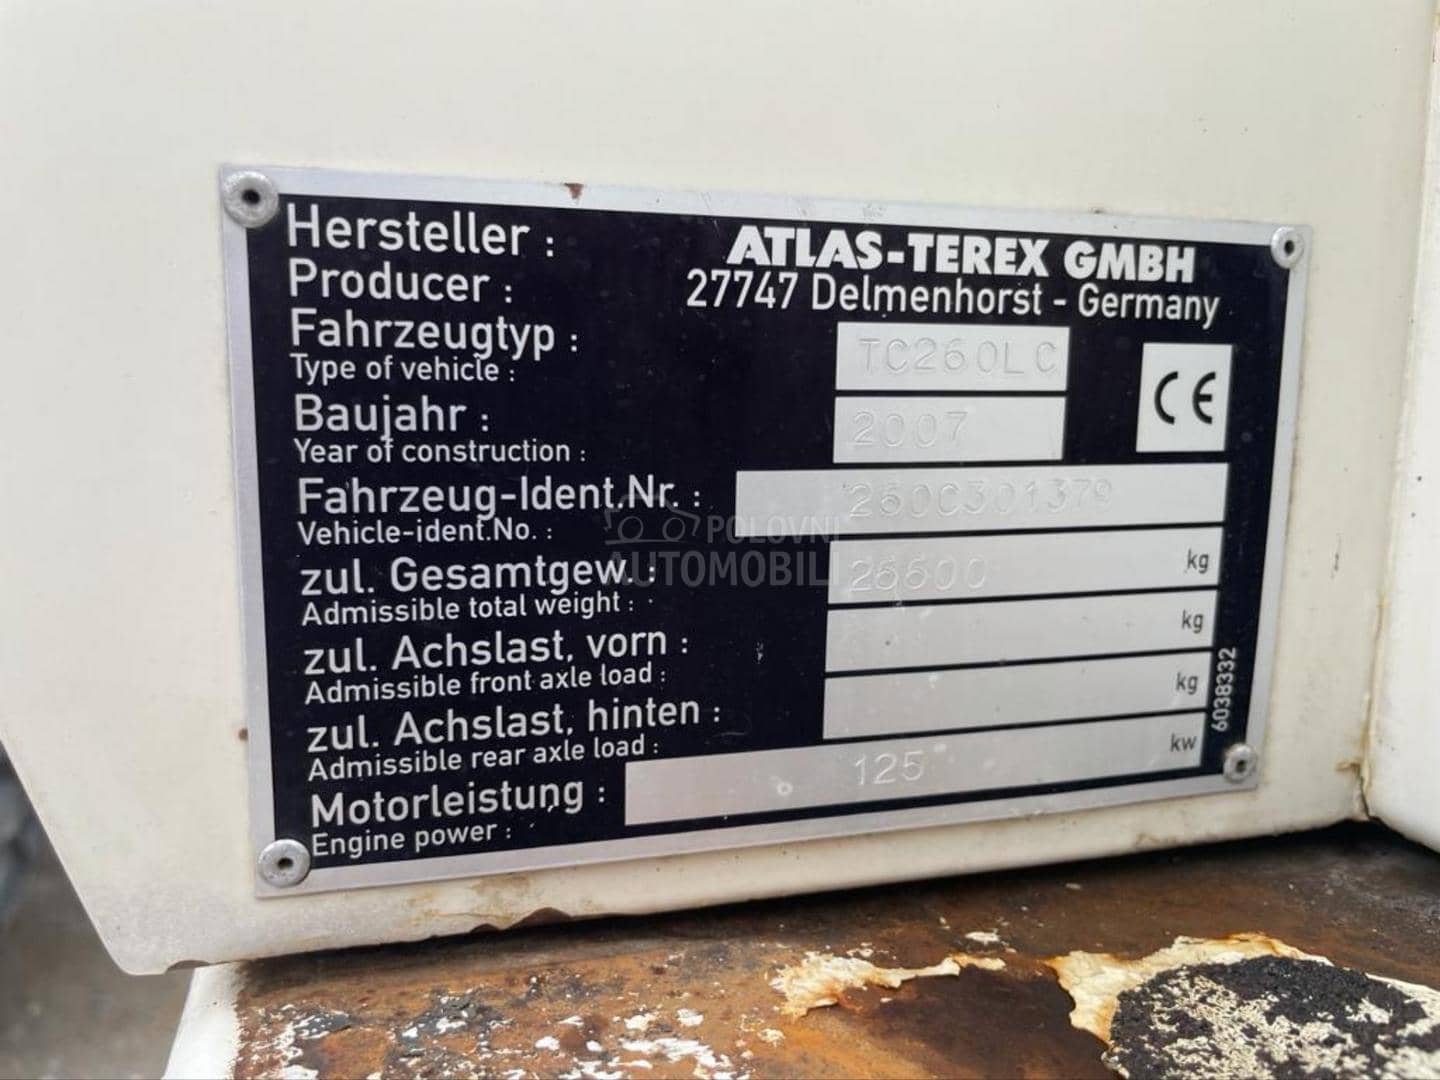 Hersteller : ATLAS-TEREX GMBH
Producer : 27747 Delmenhorst - Germany
Fahrzeugtyp : TC260LC
Type of vehicle :
CE
Baujahr : 2007
Year of construction :
Fahrzeug-Ident.Nr. : 260C301379
Vehicle-ident.No. :
POLOVNI
AUTOMOBILI
zul. Gesamtgew. : 26600 kg
Admissible total weight :
zul. Achslast, vorn : kg
Admissible front axle load :
zul. Achslast, hinten : kg
Admissible rear axle load :
Motorleistung : 125 kw
Engine power :
6038332